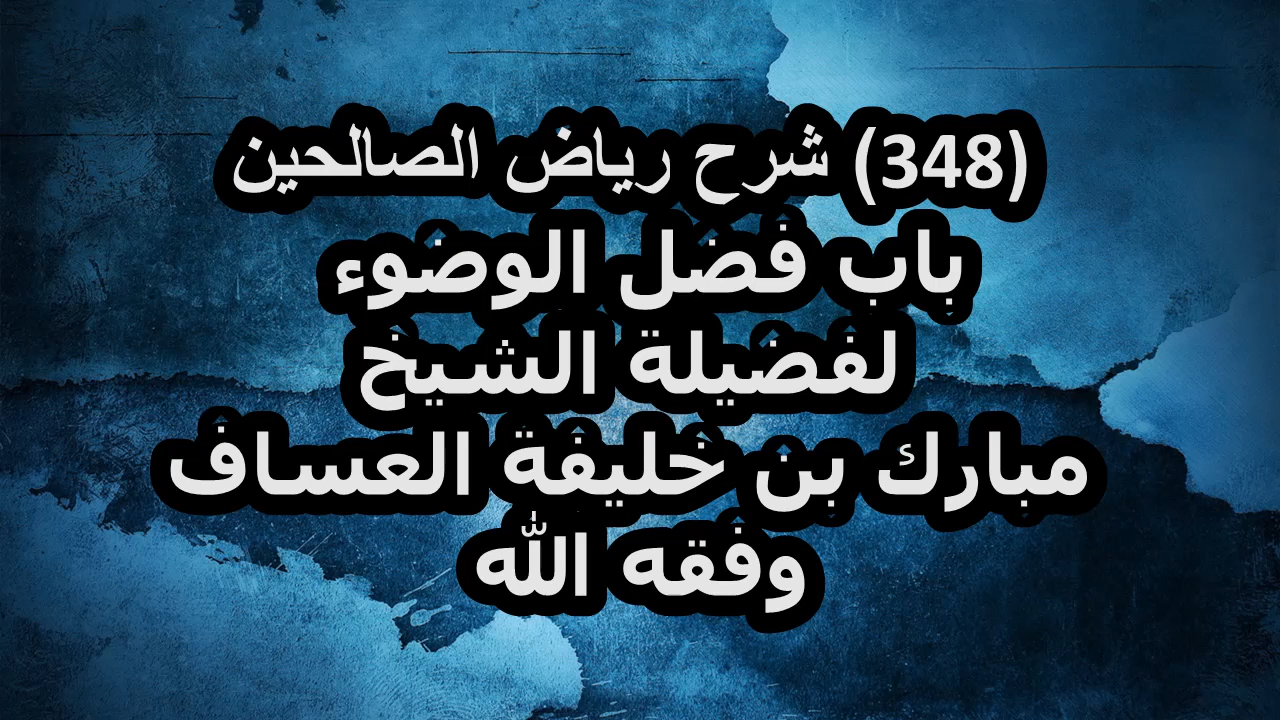 (348) شرح رياض الصالحين
باب فضل الوضوء
لفضيلة الشيخ
مبارك بن خليفة العساف
وفقه الله